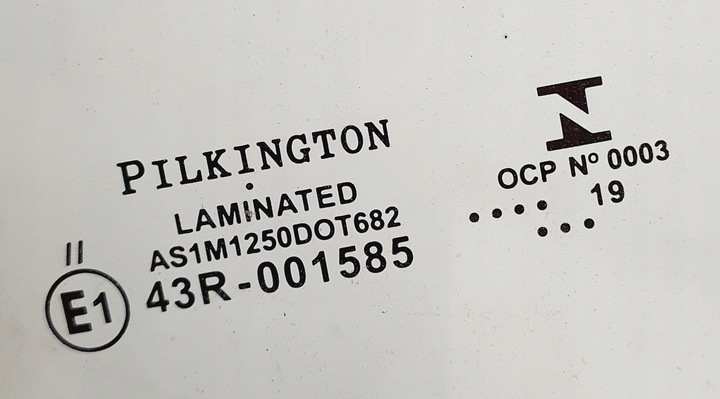 PILKINGTON
LAMINATED
AS1M1250DOT682
II
E1 43R-001585
OCP Nº 0003
19